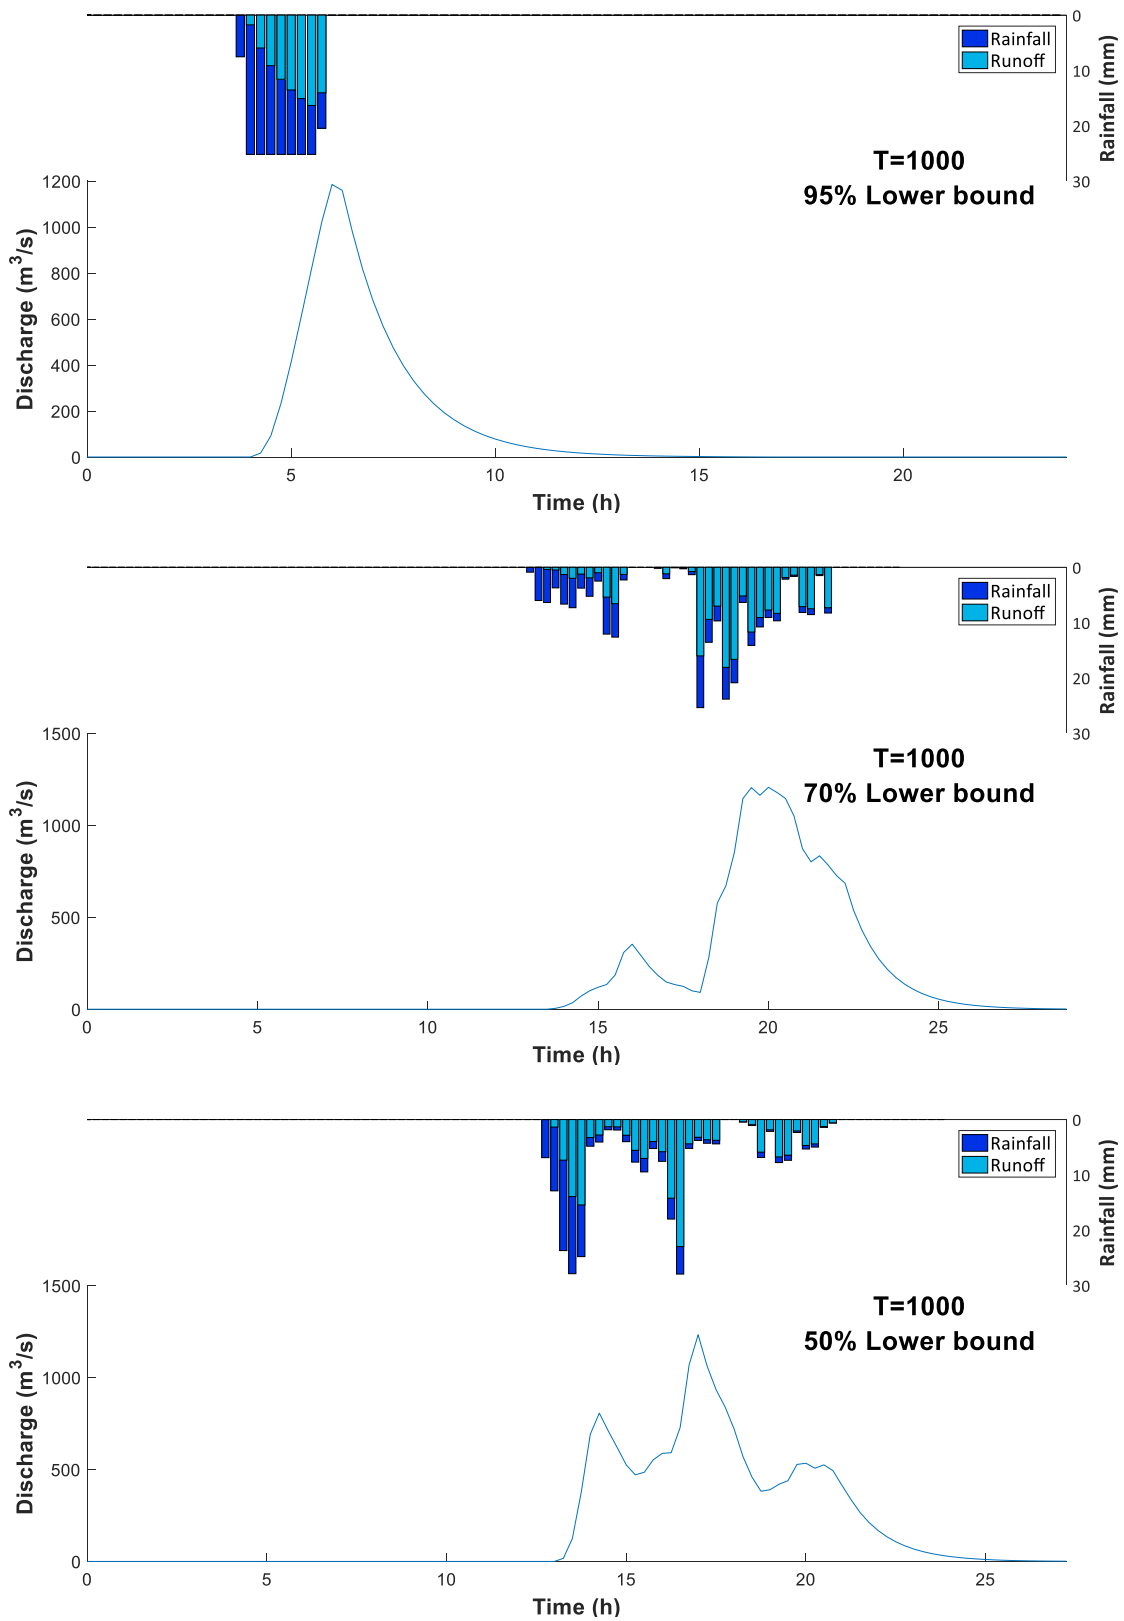 0
Rainfall
Runoff
10
20
30
Rainfall (mm)
T=1000
95% Lower bound
1200
1000
800
600
400
200
0
Discharge (m³/s)
0 5 10 15 20
Time (h)
0
Rainfall
Runoff
10
20
30
Rainfall (mm)
T=1000
70% Lower bound
1500
1000
500
0
Discharge (m³/s)
0 5 10 15 20 25
Time (h)
0
Rainfall
Runoff
10
20
30
Rainfall (mm)
T=1000
50% Lower bound
1500
1000
500
0
Discharge (m³/s)
0 5 10 15 20 25
Time (h)